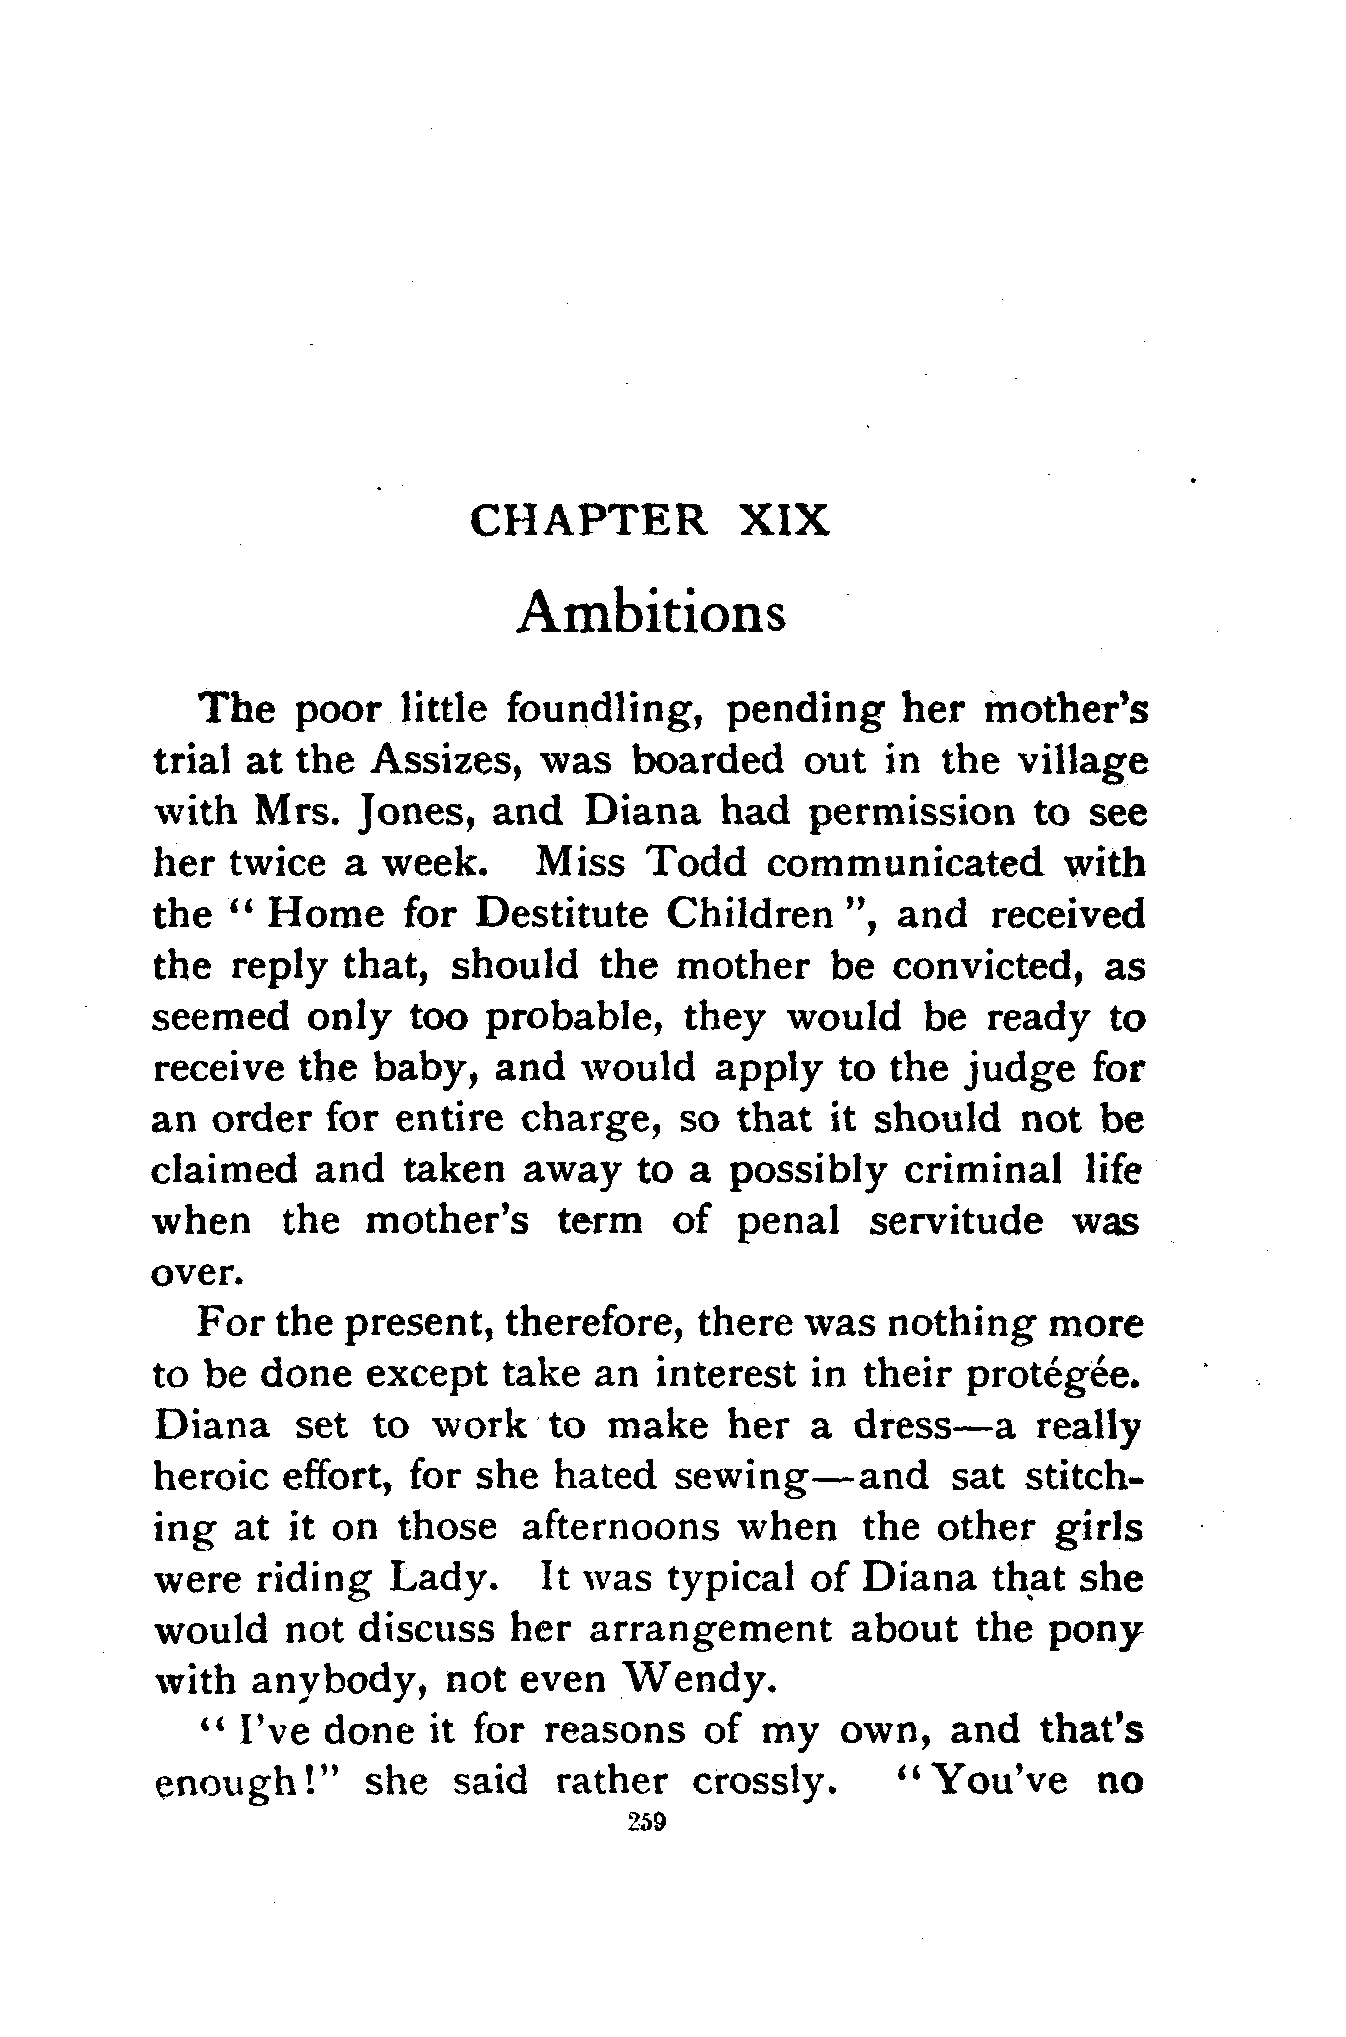 CHAPTER XIX
Ambitions
The poor little foundling, pending her mother's
trial at the Assizes, was boarded out in the village
with Mrs. Jones, and Diana had permission to see
her twice a week. Miss Todd communicated with
the “ Home for Destitute Children ”, and received
the reply that, should the mother be convicted, as
seemed only too probable, they would be ready to
receive the baby, and would apply to the judge for
an order for entire charge, so that it should not be
claimed and taken away to a possibly criminal life
when the mother's term of penal servitude was
over.
For the present, therefore, there was nothing more
to be done except take an interest in their protégée.
Diana set to work to make her a dress—a really
heroic effort, for she hated sewing—and sat stitch-
ing at it on those afternoons when the other girls
were riding Lady. It was typical of Diana that she
would not discuss her arrangement about the pony
with anybody, not even Wendy.
“ I've done it for reasons of my own, and that's
enough!” she said rather crossly. “ You've no
259